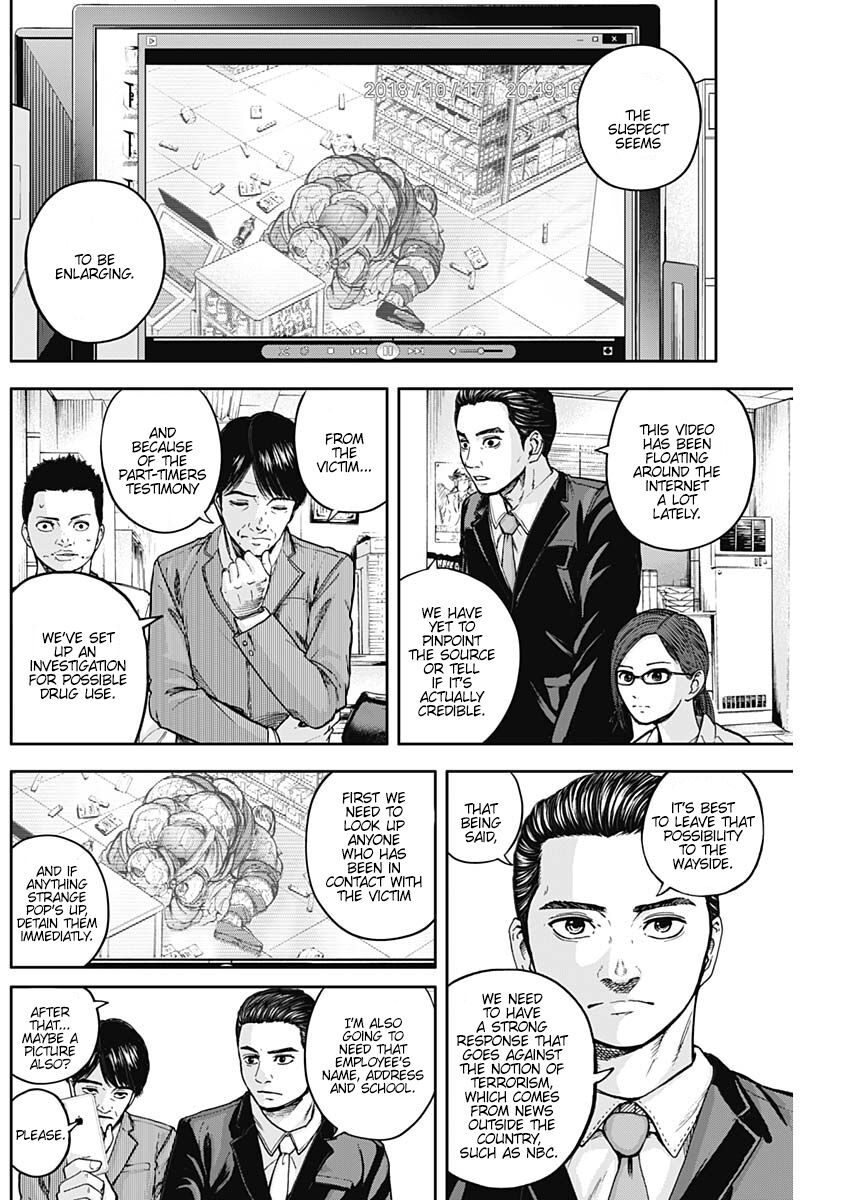 2018/10/17 20:49:19
THE
SUSPECT
SEEMS
TO BE
ENLARGING.
THIS VIDEO
HAS BEEN
FLOATING
AROUND THE
INTERNET
A LOT
LATELY.
WE HAVE
YET TO
PINPOINT
THE SOURCE
OR TELL
IF IT'S
ACTUALLY
CREDIBLE.
FROM
THE
VICTIM...
AND
BECAUSE
OF THE
PART-TIMERS
TESTIMONY
WE'VE SET
UP AN
INVESTIGATION
FOR POSSIBLE
DRUG USE.
IT'S BEST
TO LEAVE THAT
POSSIBILITY
TO THE
WAYSIDE.
THAT
BEING
SAID,
WE NEED
TO HAVE
A STRONG
RESPONSE THAT
GOES AGAINST
THE NOTION OF
TERRORISM,
WHICH COMES
FROM NEWS
OUTSIDE THE
COUNTRY,
SUCH AS NBC.
FIRST WE
NEED TO
LOOK UP
ANYONE
WHO HAS
BEEN IN
CONTACT WITH
THE VICTIM
AND IF
ANYTHING
STRANGE
POP'S UP,
DETAIN THEM
IMMEDIATLY.
I'M ALSO
GOING TO
NEED THAT
EMPLOYEE'S
NAME, ADDRESS
AND SCHOOL.
AFTER
THAT...
MAYBE A
PICTURE
ALSO?
PLEASE.